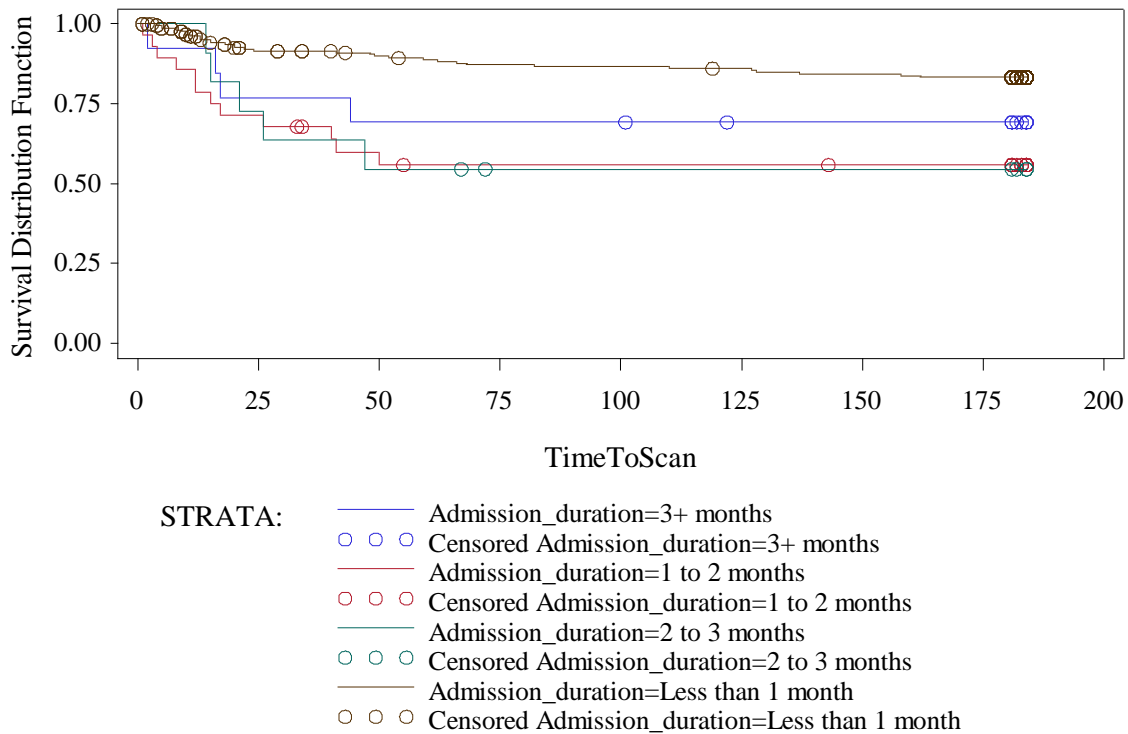 Survival Distribution Function
1.00
0.75
0.50
0.25
0.00
0 25 50 75 100 125 150 175 200
TimeToScan
STRATA:
Admission_duration=3+ months
Censored Admission_duration=3+ months
Admission_duration=1 to 2 months
Censored Admission_duration=1 to 2 months
Admission_duration=2 to 3 months
Censored Admission_duration=2 to 3 months
Admission_duration=Less than 1 month
Censored Admission_duration=Less than 1 month